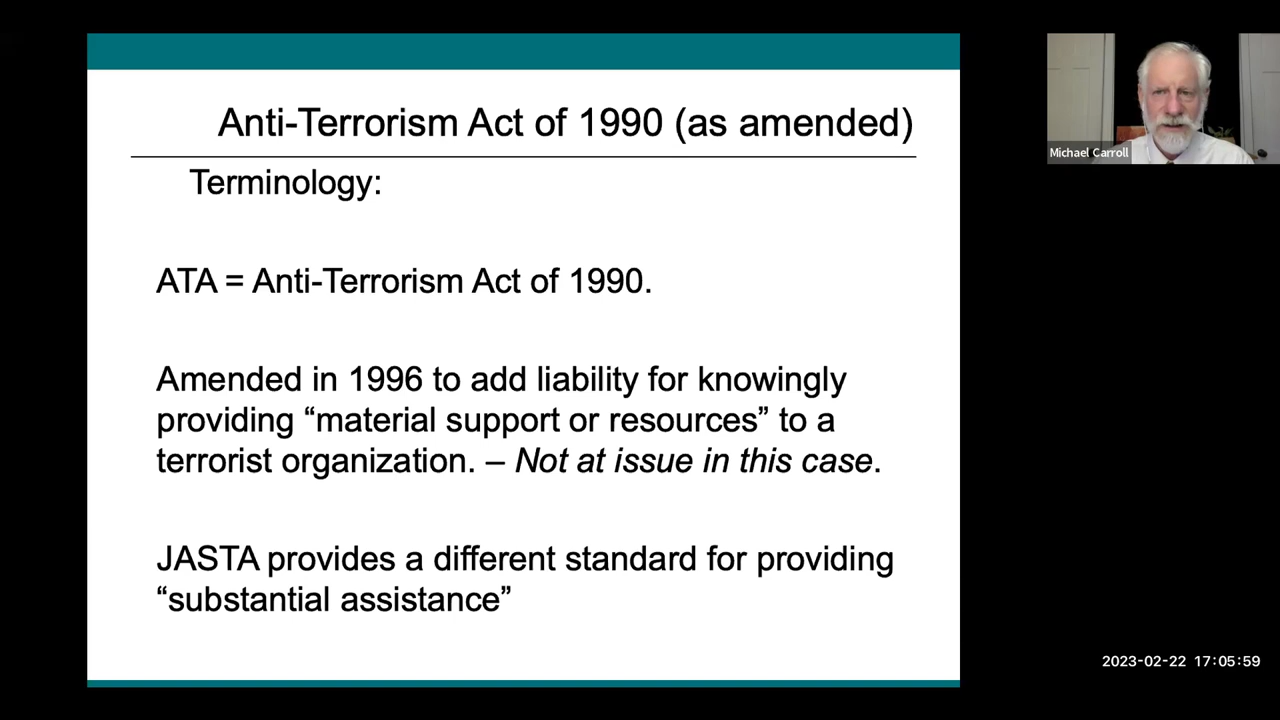 Anti-Terrorism Act of 1990 (as amended)
Terminology:
ATA = Anti-Terrorism Act of 1990.
Amended in 1996 to add liability for knowingly
providing “material support or resources” to a
terrorist organization. – Not at issue in this case.
JASTA provides a different standard for providing
“substantial assistance”
Michael Carroll
2023-02-22 17:05:59